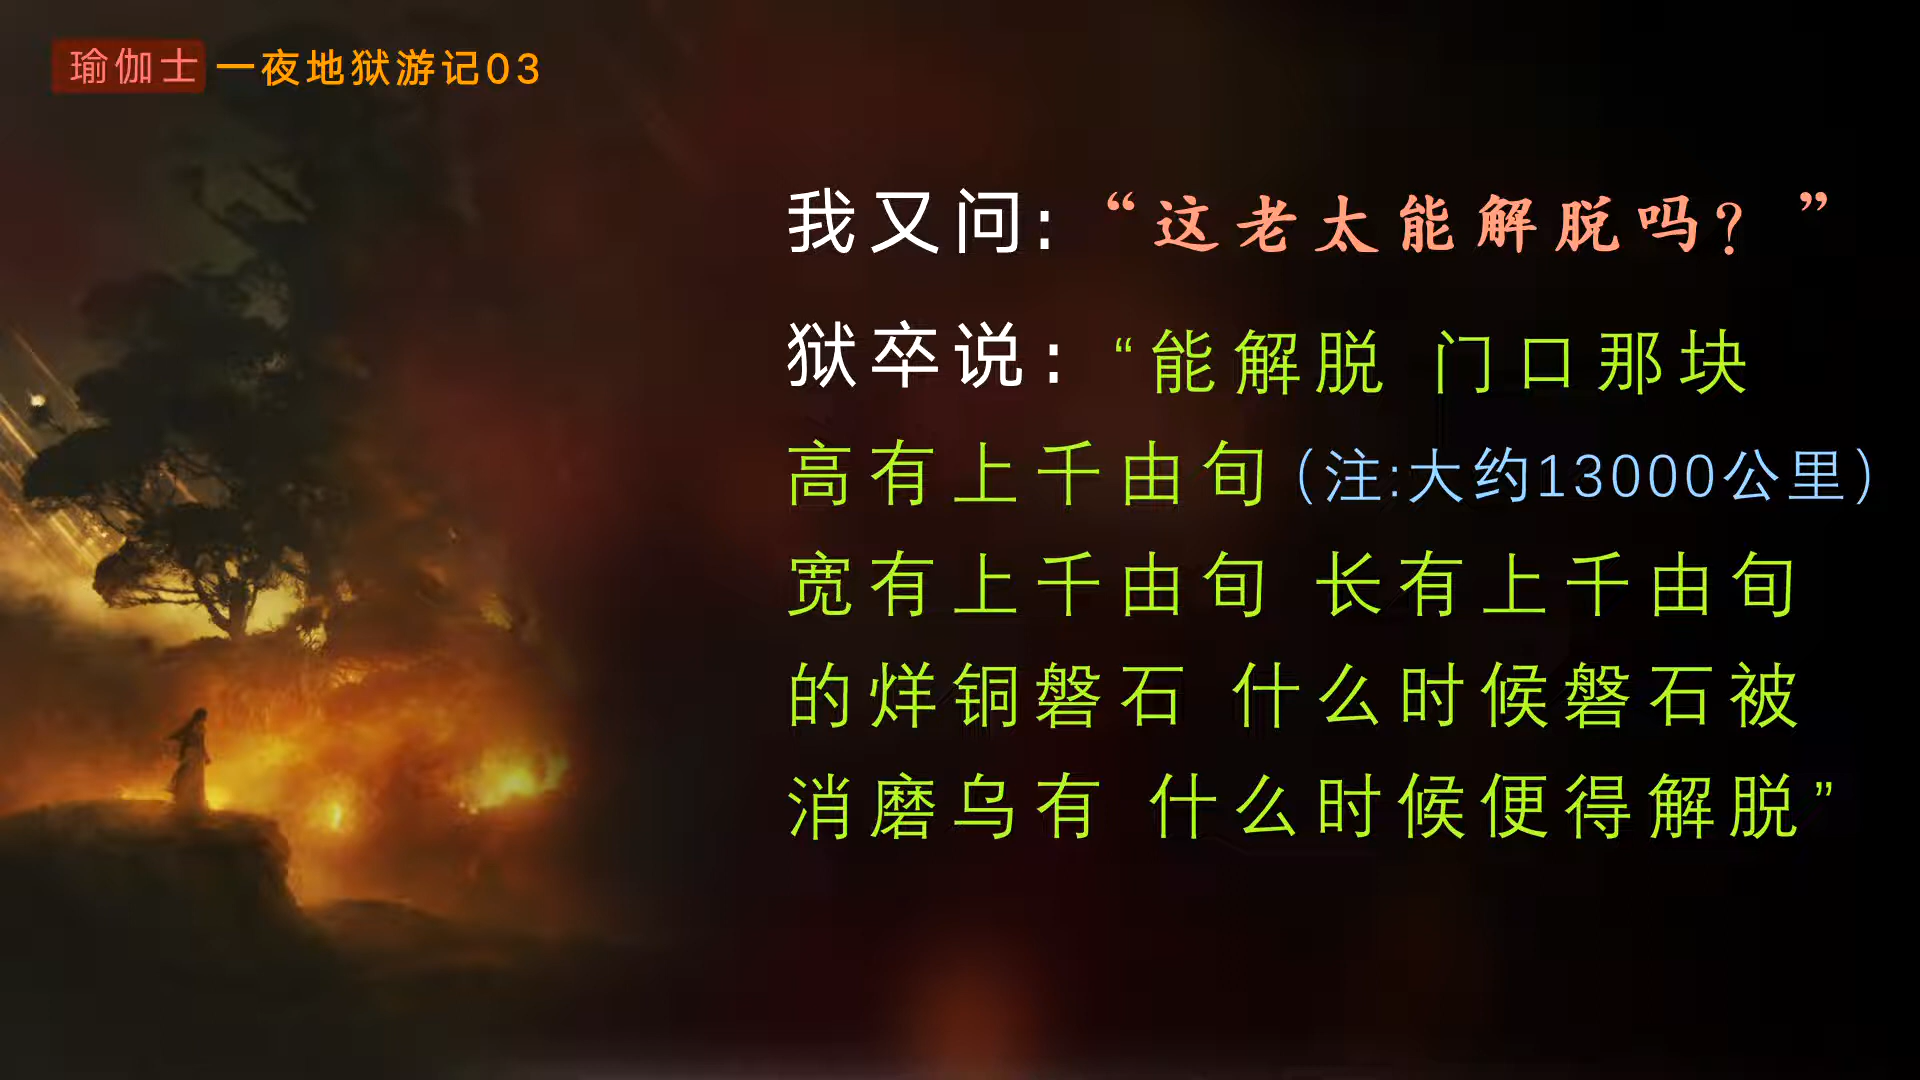 瑜伽士 一夜地狱游记03
我又问：“这老太能解脱吗？”
狱卒说：“能解脱 门口那块
高有上千由旬（注:大约13000公里）
宽有上千由旬 长有上千由旬
的烊铜磐石 什么时候磐石被
消磨乌有 什么时候便得解脱”